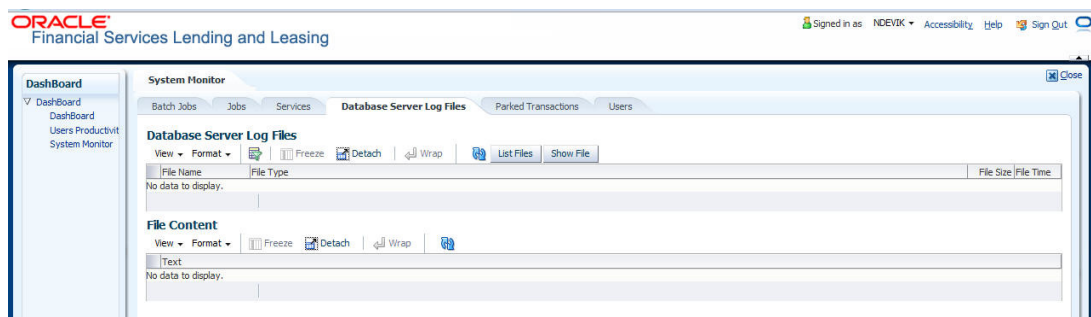 ORACLE
Signed in as NDEVIK Accessibility Help Sign Out
Financial Services Lending and Leasing
DashBoard
System Monitor
Close
DashBoard
DashBoard
Users Productivit
System Monitor
Batch Jobs Jobs Services Database Server Log Files Parked Transactions Users
Database Server Log Files
View Format Freeze Detach Wrap List Files Show File
File Name File Type File Size File Time
No data to display.
File Content
View Format Freeze Detach Wrap
Text
No data to display.